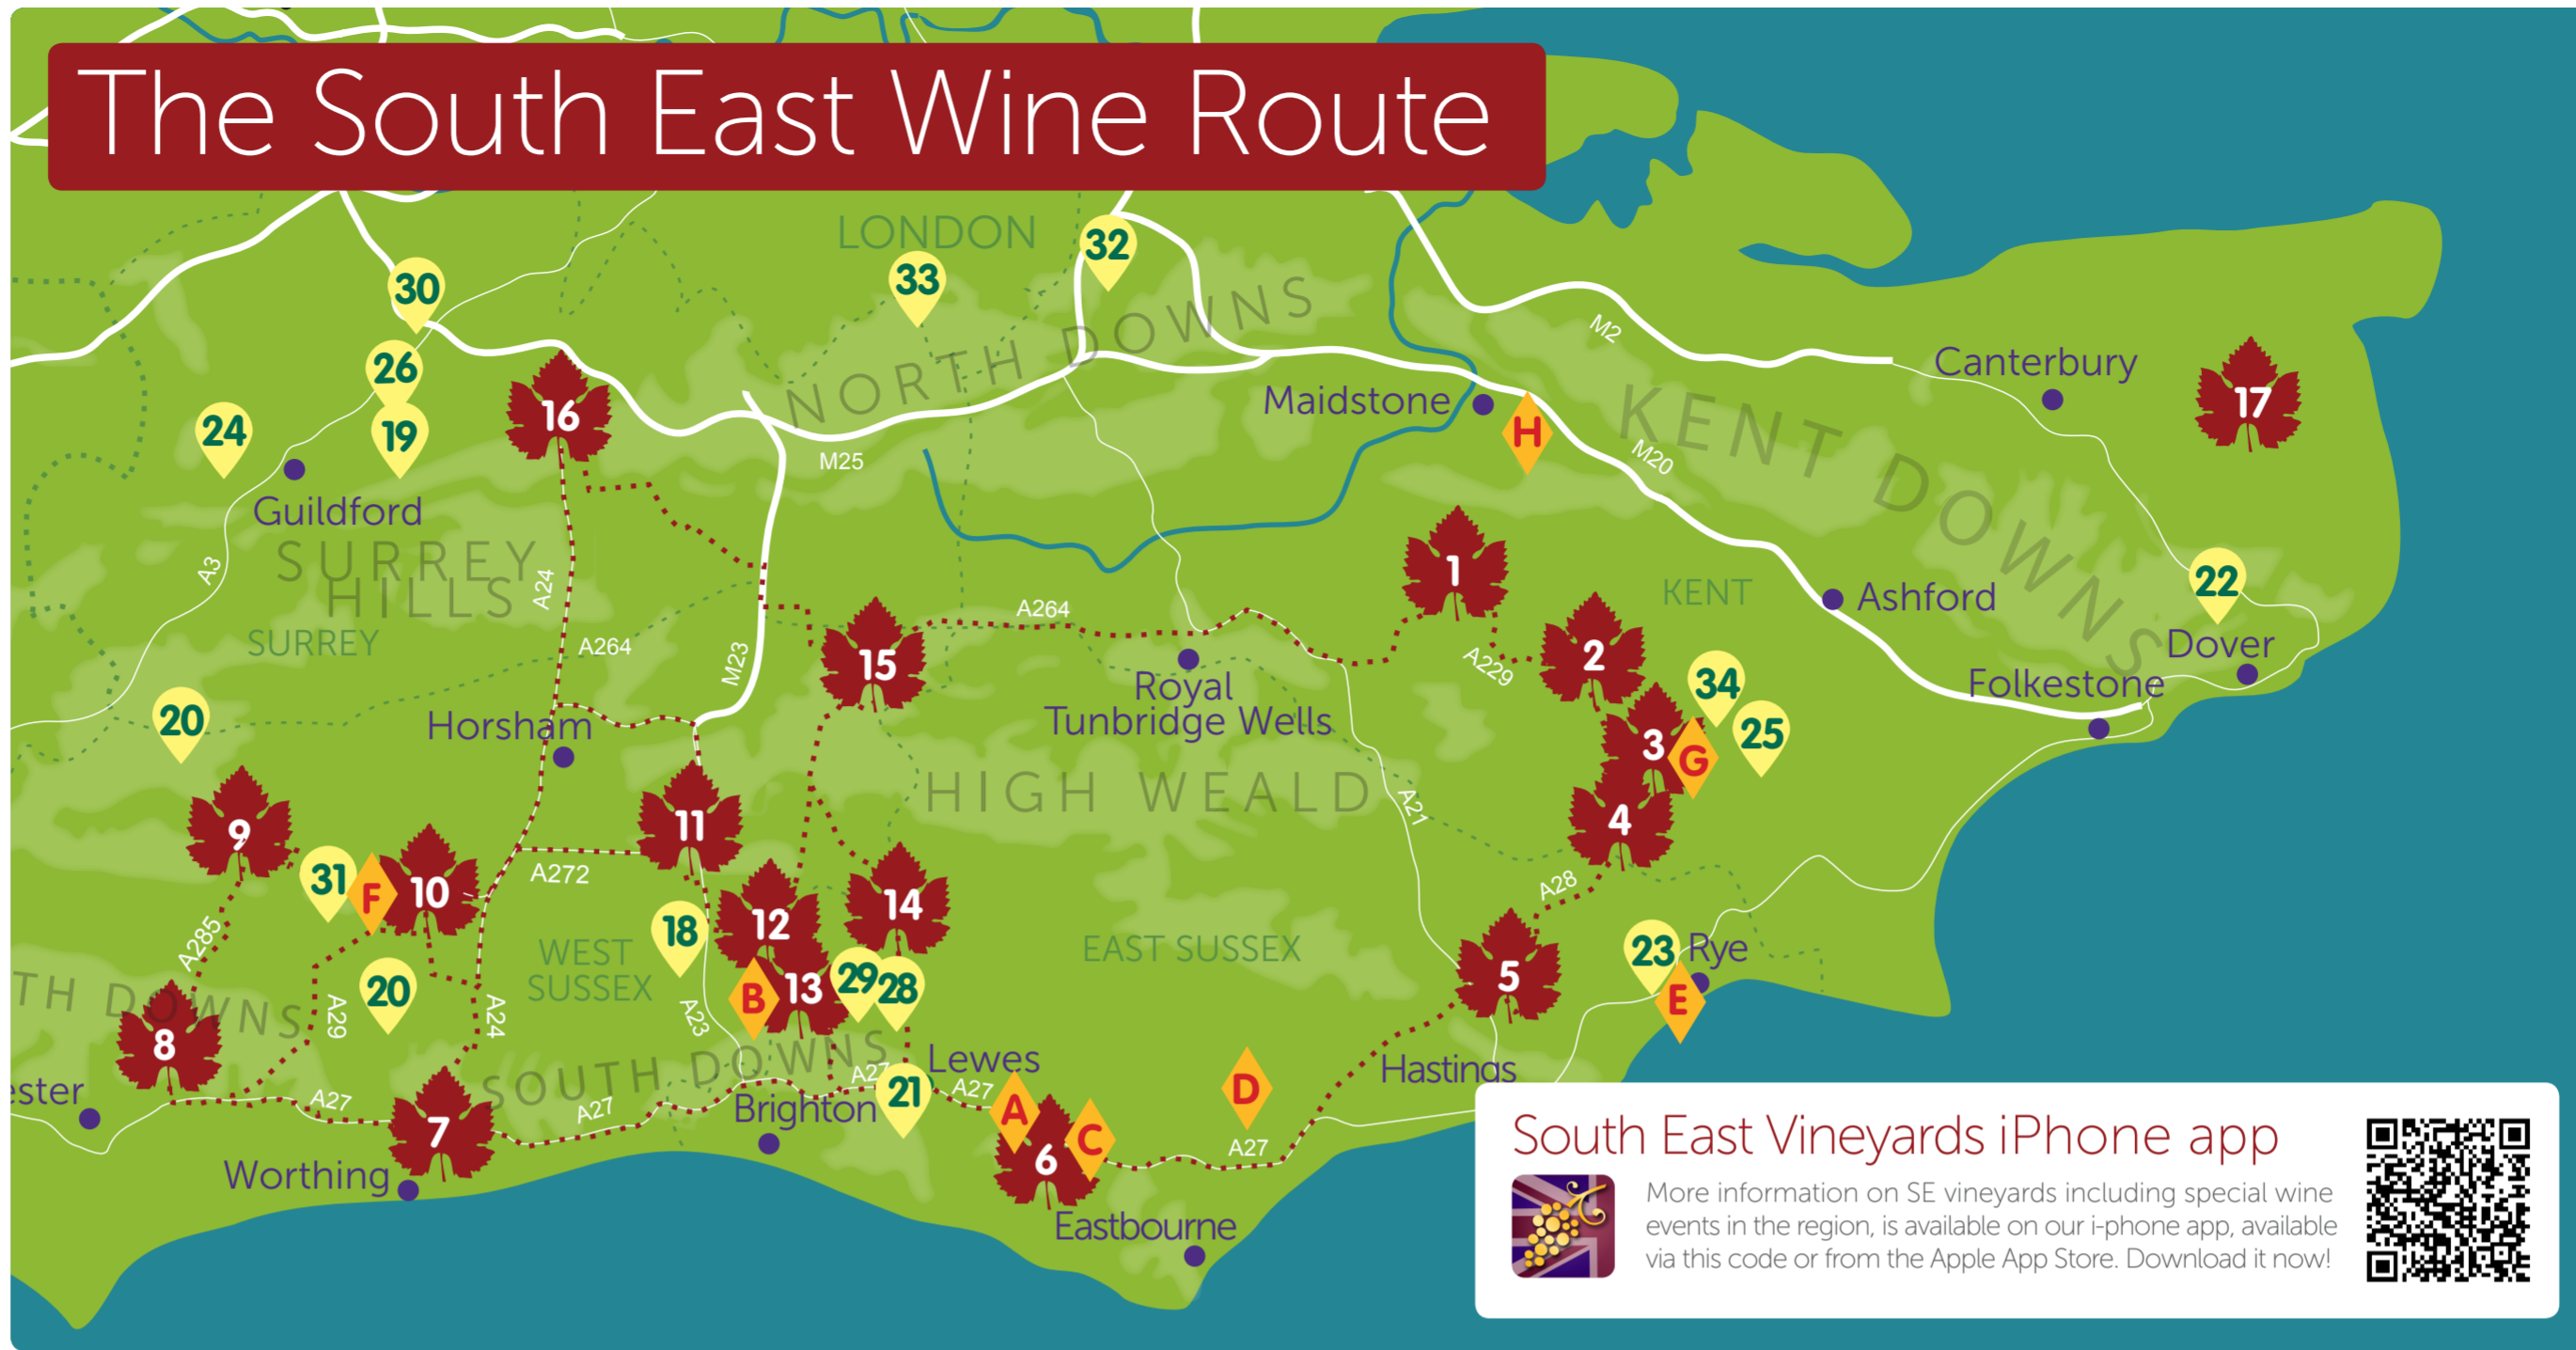 The South East Wine Route
LONDON
32
33
30
NORTH DOWNS
M2
26
Canterbury
24
19
16
Maidstone
H
KENT DOWNS
17
M25
M20
Guildford
SURREY
HILLS
A3
A24
1
KENT
Ashford
22
SURREY
A264
A264
M23
15
Royal
Tunbridge Wells
A229
2
Dover
34
Folkestone
20
Horsham
3
G
25
HIGH WEALD
A21
9
11
4
31
F
10
A272
A28
A285
WEST
SUSSEX
18
12
14
EAST SUSSEX
23
Rye
TH DOWNS
A29
20
A24
A23
B
13
29
28
5
E
8
SOUTH DOWNS
Lewes
Hastings
A27
21
A27
D
ester
A27
7
A27
Brighton
A
C
6
A27
Worthing
Eastbourne
South East Vineyards iPhone app
More information on SE vineyards including special wine
events in the region, is available on our i-phone app, available
via this code or from the Apple App Store. Download it now!